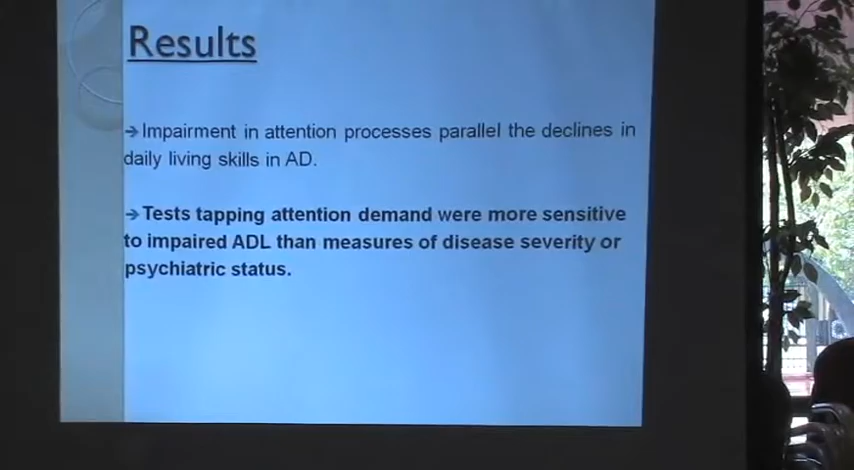 Results
→Impairment in attention processes parallel the declines in
daily living skills in AD.
→Tests tapping attention demand were more sensitive
to impaired ADL than measures of disease severity or
psychiatric status.